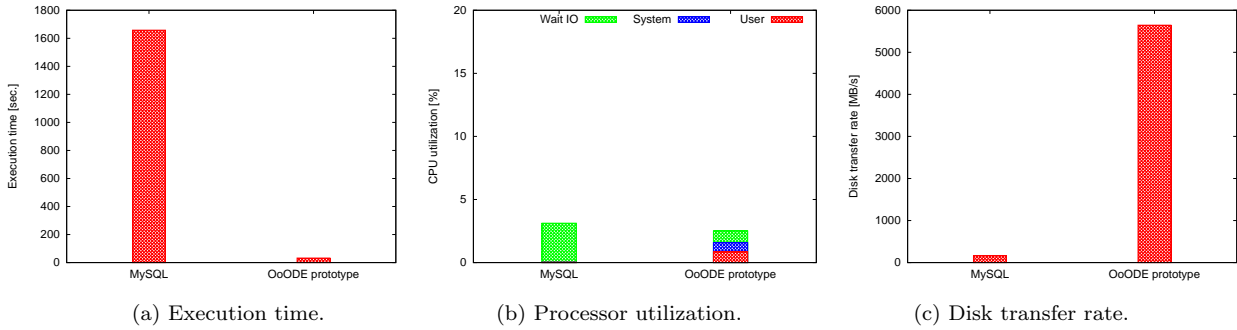 Execution time [sec.]
1800
1600
1400
1200
1000
800
600
400
200
0
MySQL
OoODE prototype
(a) Execution time.
CPU utilization [%]
20
15
10
5
0
Wait IO
System
User
MySQL
OoODE prototype
(b) Processor utilization.
Disk transfer rate [MB/s]
6000
5000
4000
3000
2000
1000
0
MySQL
OoODE prototype
(c) Disk transfer rate.